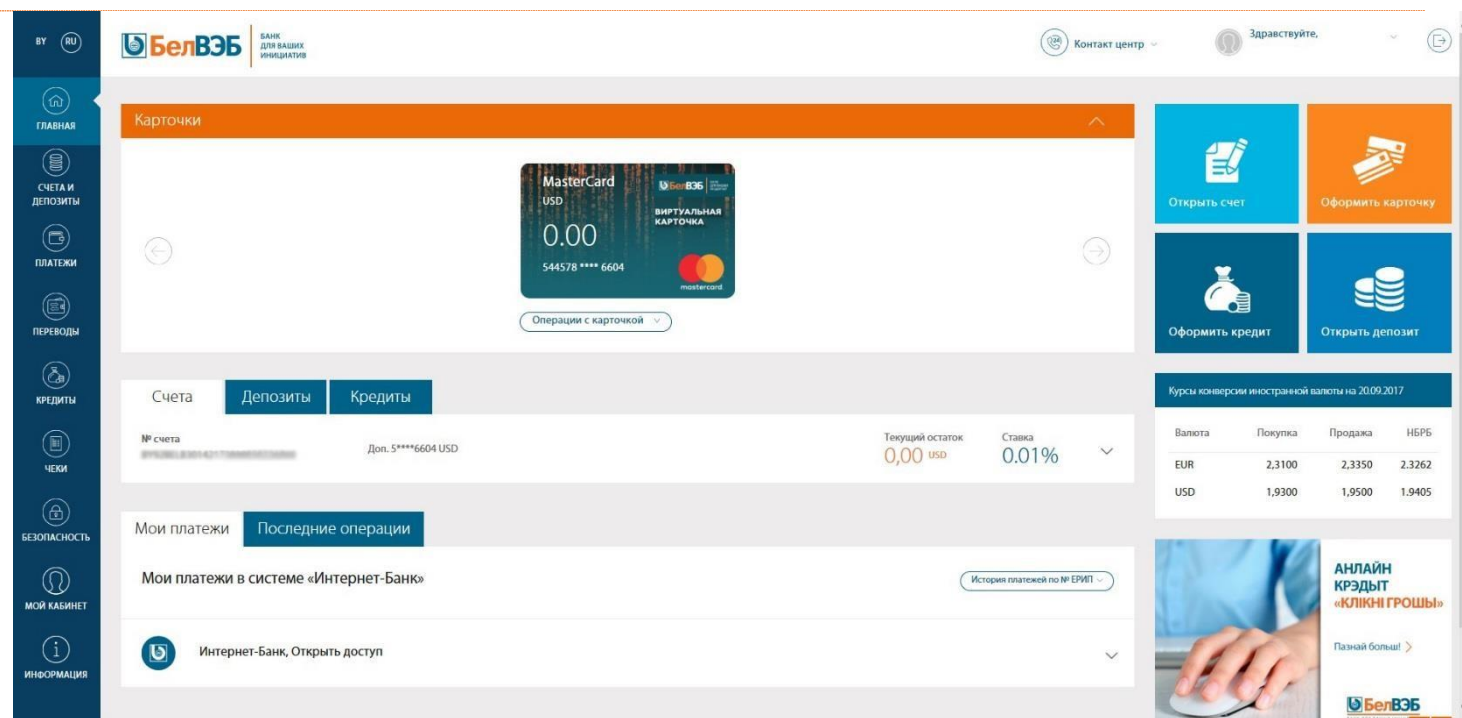 BY RU
БелВЭБ
БАНК
ДЛЯ ВАШИХ
ИНИЦИАТИВ
24
Контакт центр
Здравствуйте,
ГЛАВНАЯ
СЧЕТА И
ДЕПОЗИТЫ
ПЛАТЕЖИ
ПЕРЕВОДЫ
КРЕДИТЫ
ЧЕКИ
БЕЗОПАСНОСТЬ
МОЙ КАБИНЕТ
ИНФОРМАЦИЯ
Карточки
MasterCard
USD
0.00
544578 **** 6604
БелВЭБ
ВИРТУАЛЬНАЯ
КАРТОЧКА
mastercard
Операции с карточкой
Счета Депозиты Кредиты
№ счета
Доп. 5****6604 USD
Текущий остаток
0,00 USD
Ставка
0.01%
Мои платежи Последние операции
Мои платежи в системе «Интернет-Банк»
История платежей по № ЕРИП
Интернет-Банк, Открыть доступ
Открыть счет
Оформить карточку
Оформить кредит
Открыть депозит
Курсы конверсии иностранной валюты на 20.09.2017
Валюта Покупка Продажа НБРБ
EUR 2,3100 2,3350 2.3262
USD 1,9300 1,9500 1.9405
АНЛАЙН
КРЭДЫТ
«КЛІКНІ ГРОШЫ»
Пазнай больш!
БелВЭБ